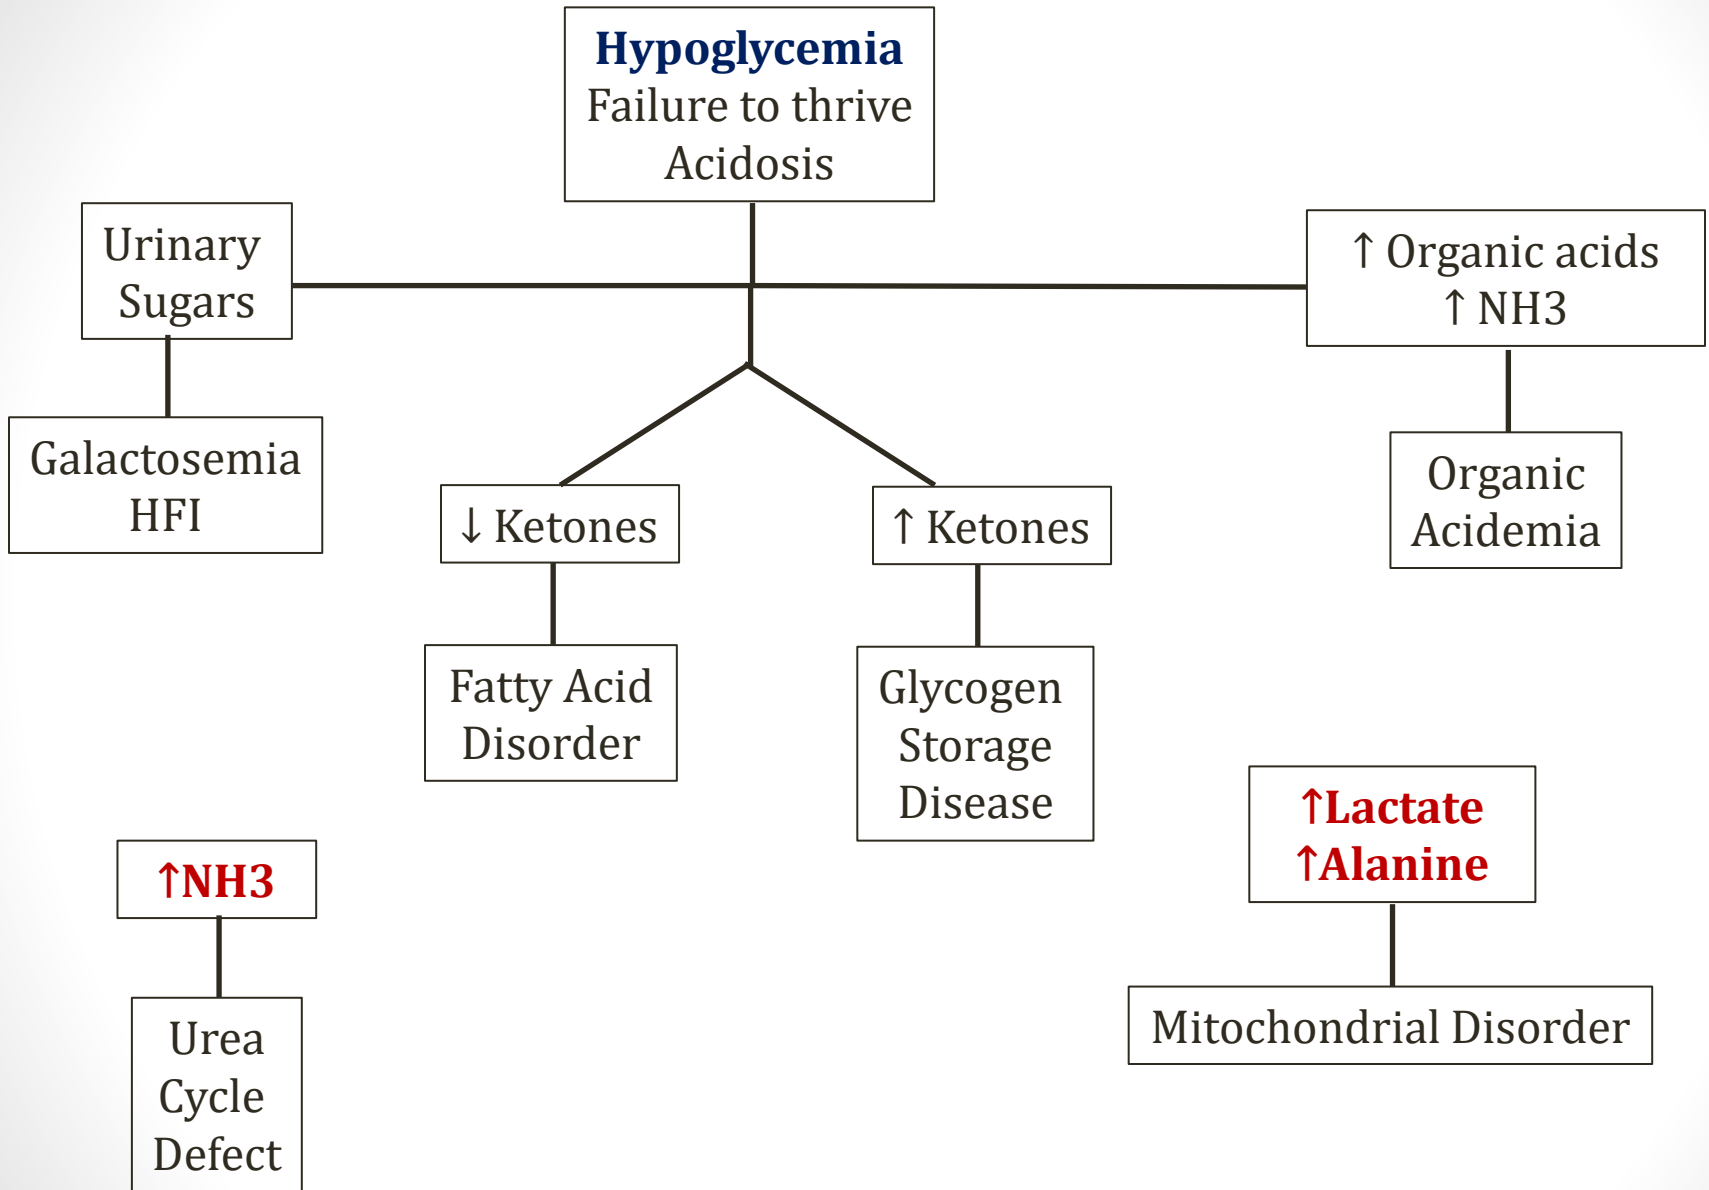 Hypoglycemia
Failure to thrive
Acidosis
Urinary
Sugars
↑ Organic acids
↑ NH3
Galactosemia
HFI
↓ Ketones
↑ Ketones
Organic
Acidemia
Fatty Acid
Disorder
Glycogen
Storage
Disease
↑NH3
↑Lactate
↑Alanine
Urea
Cycle
Defect
Mitochondrial Disorder